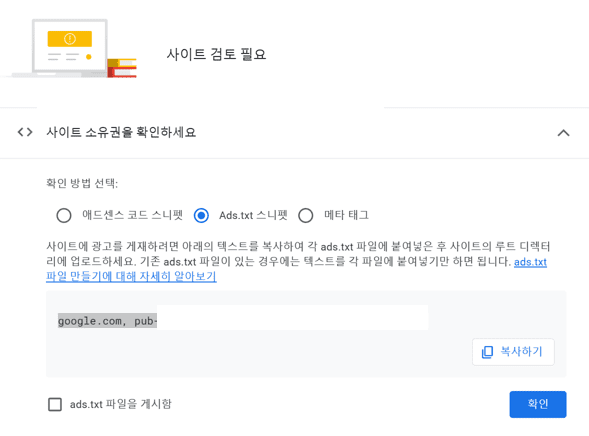 사이트 검토 필요
사이트 소유권을 확인하세요
확인 방법 선택:
애드센스 코드 스니펫 Ads.txt 스니펫 메타 태그
사이트에 광고를 게재하려면 아래의 텍스트를 복사하여 각 ads.txt 파일에 붙여넣은 후 사이트의 루트 디렉터
리에 업로드하세요. 기존 ads.txt 파일이 있는 경우에는 텍스트를 각 파일에 붙여넣기만 하면 됩니다. ads.txt
파일 만들기에 대해 자세히 알아보기
google.com, pub-
복사하기
ads.txt 파일을 게시함
확인